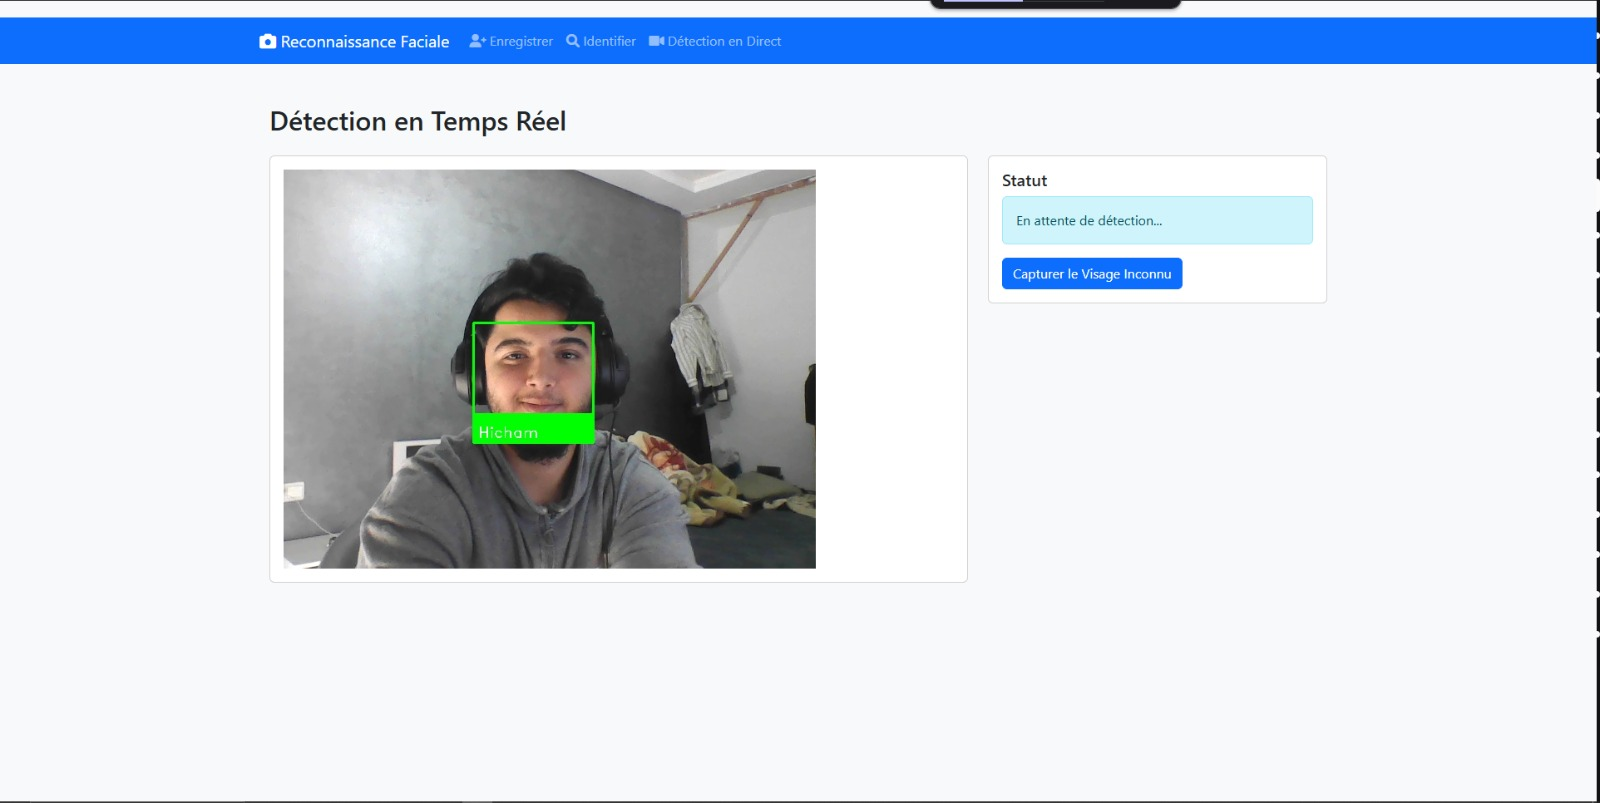 Reconnaissance Faciale Enregistrer Identifier Détection en Direct
Détection en Temps Réel
Hicham
Statut
En attente de détection...
Capturer le Visage Inconnu